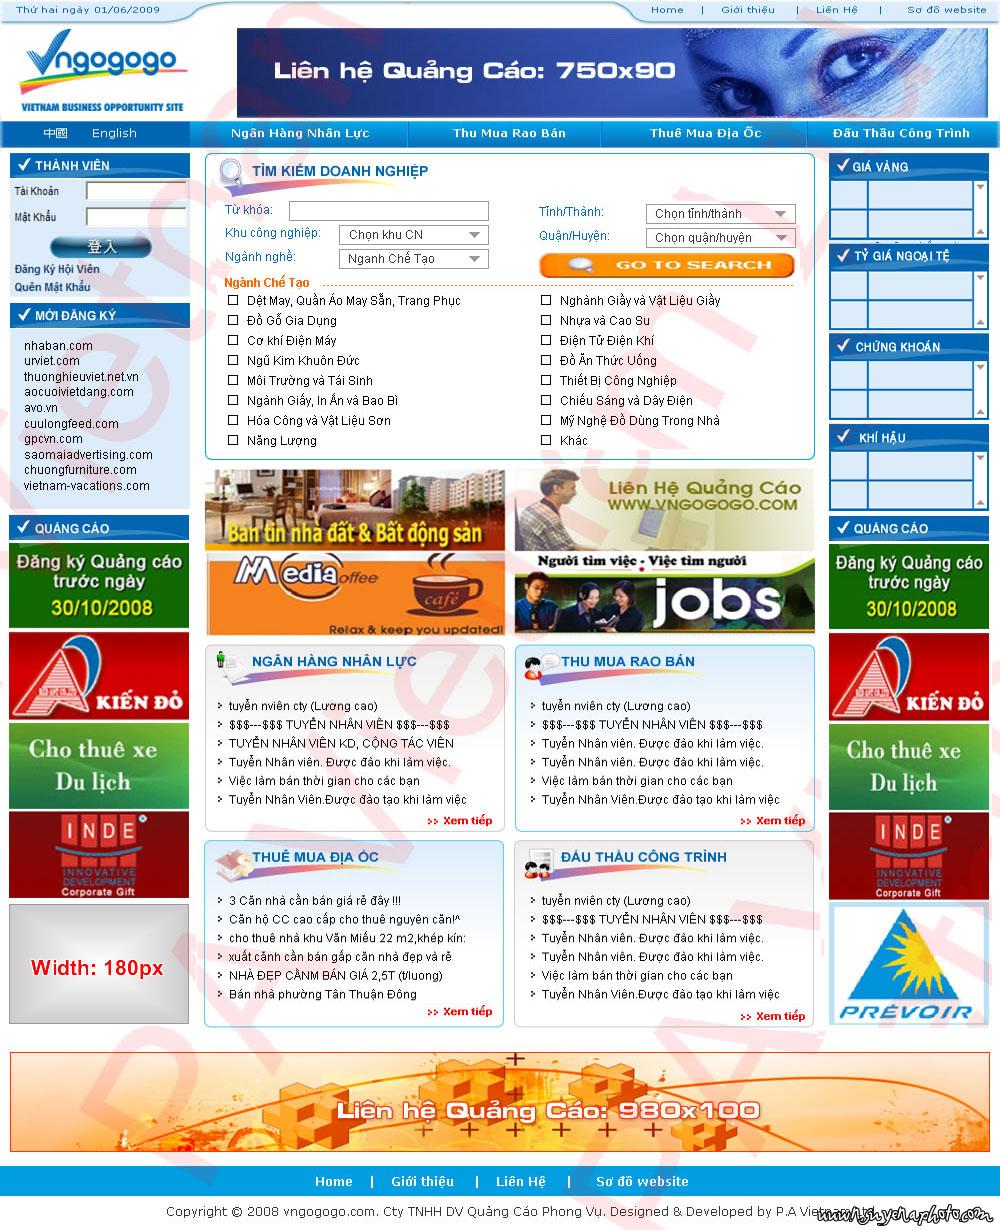 Thứ hai ngày 01/06/2009
Home | Giới thiệu | Liên Hệ | Sơ đồ website
Vngogogo
VIETNAM BUSINESS OPPORTUNITY SITE
Liên hệ Quảng Cáo: 750x90
中國 English
Ngân Hàng Nhân Lực
Thu Mua Rao Bán
Thuê Mua Địa Ốc
Đấu Thầu Công Trình
THÀNH VIÊN
Tài Khoản
Mật Khẩu
登入
Đăng Ký Hội Viên
Quên Mật Khẩu
MỚI ĐĂNG KÝ
nhaban.com
urviet.com
thuonghieuviet.net.vn
aocuoivietdang.com
avo.vn
cuulongfeed.com
gpcvn.com
saomaiadvertising.com
chuongfurniture.com
vietnam-vacations.com
QUẢNG CÁO
Đăng ký Quảng cáo
trước ngày
30/10/2008
KIẾN ĐỎ
Cho thuê xe
Du lịch
INDE
INNOVATIVE
DEVELOPMENT
Corporate Gift
Width: 180px
TÌM KIẾM DOANH NGHIỆP
Từ khóa:
Khu công nghiệp: Chọn khu CN
Ngành nghề: Nganh Chế Tạo
Tỉnh/Thành: Chọn tỉnh/thành
Quận/Huyện: Chọn quận/huyện
GO TO SEARCH
Ngành Chế Tạo
Dệt May, Quần Áo May Sẵn, Trang Phục
Đồ Gỗ Gia Dụng
Cơ khí Điện Máy
Ngũ Kim Khuôn Đúc
Môi Trường và Tái Sinh
Ngành Giấy, In Ấn và Bao Bì
Hóa Công và Vật Liệu Sơn
Năng Lượng
Nghành Giầy và Vật Liệu Giầy
Nhựa và Cao Su
Điện Tử Điện Khí
Đồ Ăn Thức Uống
Thiết Bị Công Nghiệp
Chiếu Sáng và Dây Điện
Mỹ Nghệ Đồ Dùng Trong Nhà
Khác
Bản tin nhà đất & Bất động sản
Liên Hệ Quảng Cáo
WWW.VNGOGOGO.COM
Media offee
café
Relax & keep you updated!
Người tìm việc - Việc tìm người
jobs
NGÂN HÀNG NHÂN LỰC
tuyển nviên cty (Lương cao)
$$$---$$$ TUYỂN NHÂN VIÊN $$$---$$$
TUYỂN NHÂN VIÊN KD, CỘNG TÁC VIÊN
Tuyển Nhân viên. Được đào khi làm việc.
Việc làm bán thời gian cho các bạn
Tuyển Nhân Viên.Được đào tạo khi làm việc
>> Xem tiếp
THU MUA RAO BÁN
tuyển nviên cty (Lương cao)
$$$---$$$ TUYỂN NHÂN VIÊN $$$---$$$
Tuyển Nhân viên. Được đào khi làm việc.
Tuyển Nhân viên. Được đào khi làm việc.
Việc làm bán thời gian cho các bạn
Tuyển Nhân Viên.Được đào tạo khi làm việc
>> Xem tiếp
THUÊ MUA ĐỊA ỐC
3 Căn nhà cần bán giá rẻ đây !!!
Căn hộ CC cao cấp cho thuê nguyên căn!^
cho thuê nhà khu Văn Miếu 22 m2,khép kín:
xuất cảnh cần bán gấp căn nhà đẹp và rẻ
NHÀ ĐẸP CẦNM BÁN GIÁ 2,5T (t/luong)
Bán nhà phường Tân Thuận Đông
>> Xem tiếp
ĐẤU THẦU CÔNG TRÌNH
tuyển nviên cty (Lương cao)
$$$---$$$ TUYỂN NHÂN VIÊN $$$---$$$
Tuyển Nhân viên. Được đào khi làm việc.
Tuyển Nhân viên. Được đào khi làm việc.
Việc làm bán thời gian cho các bạn
Tuyển Nhân Viên.Được đào tạo khi làm việc
>> Xem tiếp
GIÁ VÀNG
TỶ GIÁ NGOẠI TỆ
CHỨNG KHOÁN
KHÍ HẬU
QUẢNG CÁO
Đăng ký Quảng cáo
trước ngày
30/10/2008
KIẾN ĐỎ
Cho thuê xe
Du lịch
INDE
INNOVATIVE
DEVELOPMENT
Corporate Gift
PRÉVOIR
Liên hệ Quảng Cáo: 980x100
Home | Giới thiệu | Liên Hệ | Sơ đồ website
Copyright © 2008 vngogogo.com. Cty TNHH DV Quảng Cáo Phong Vụ. Designed & Developed by P.A Vietnam